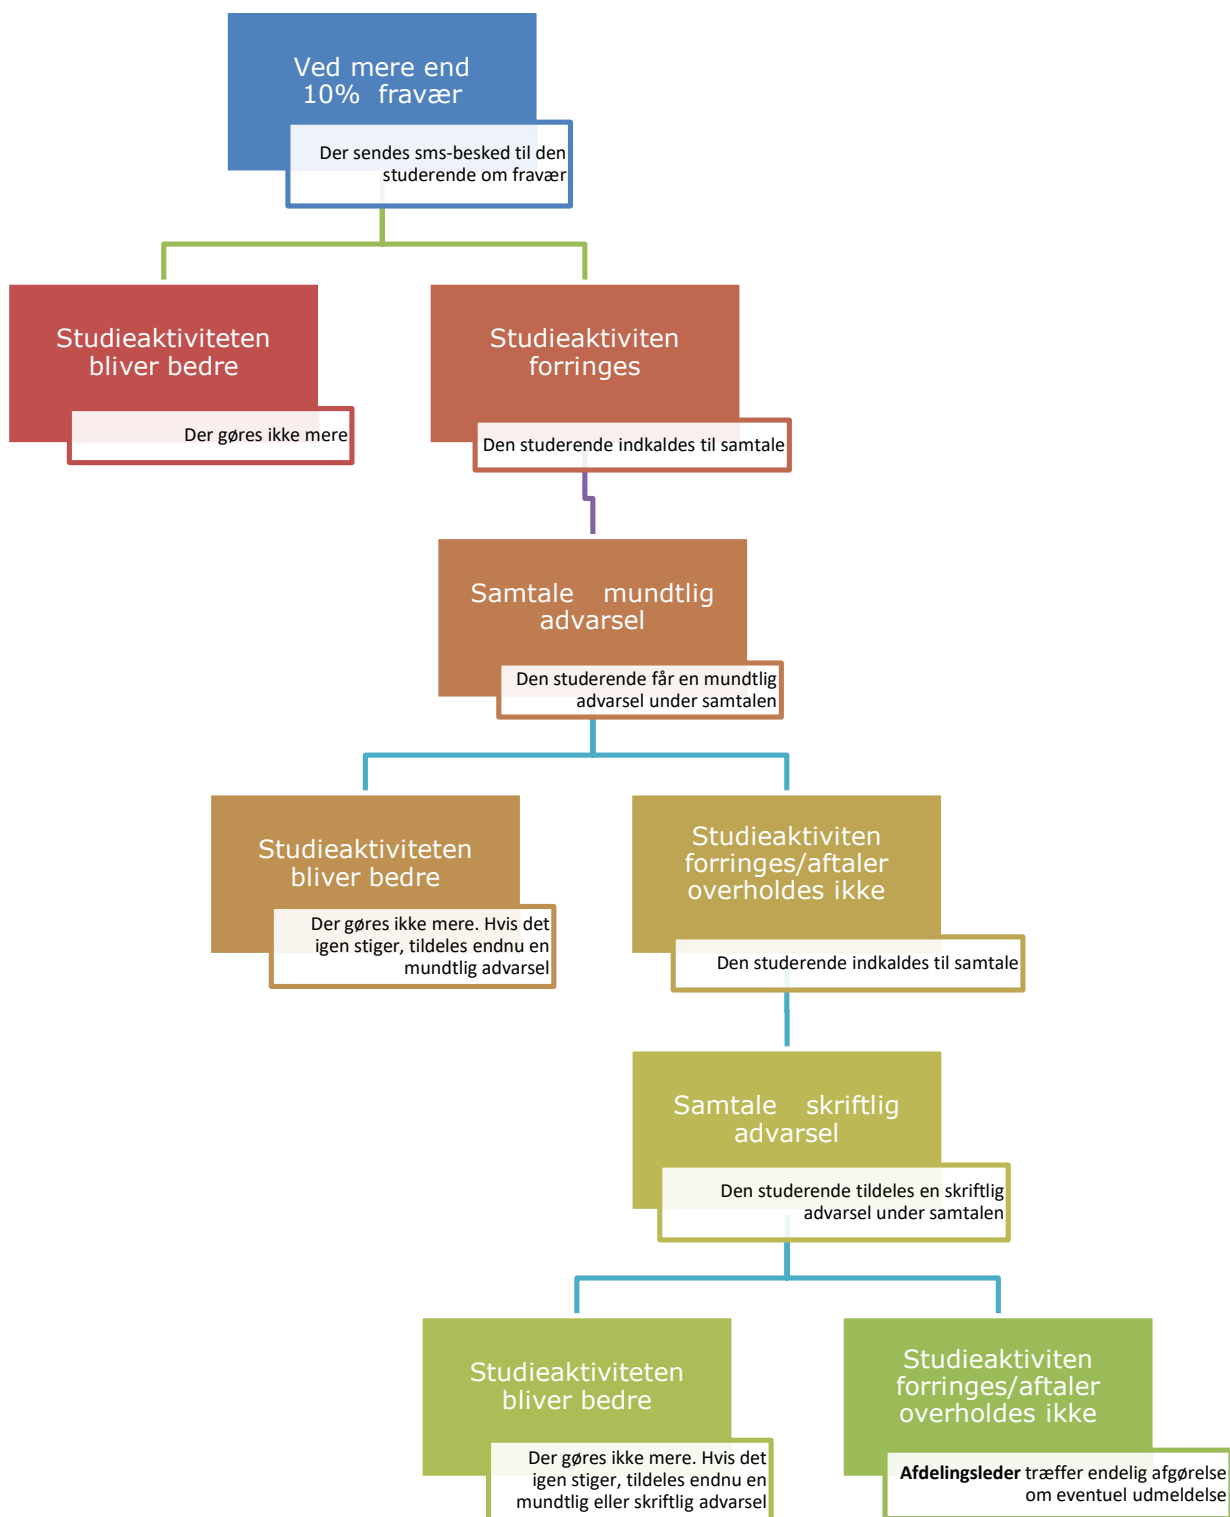 Ved mere end
10% fravær
Der sendes sms-besked til den
studerende om fravær
Studieaktiviteten
bliver bedre
Der gøres ikke mere
Studieaktiviten
forringes
Den studerende indkaldes til samtale
Samtale mundtlig
advarsel
Den studerende får en mundtlig
advarsel under samtalen
Studieaktiviteten
bliver bedre
Der gøres ikke mere. Hvis det
igen stiger, tildeles endnu en
mundtlig advarsel
Studieaktiviten
forringes/aftaler
overholdes ikke
Den studerende indkaldes til samtale
Samtale skriftlig
advarsel
Den studerende tildeles en skriftlig
advarsel under samtalen
Studieaktiviteten
bliver bedre
Der gøres ikke mere. Hvis det
igen stiger, tildeles endnu en
mundtlig eller skriftlig advarsel
Studieaktiviten
forringes/aftaler
overholdes ikke
Afdelingsleder træffer endelig afgørelse
om eventuel udmeldelse